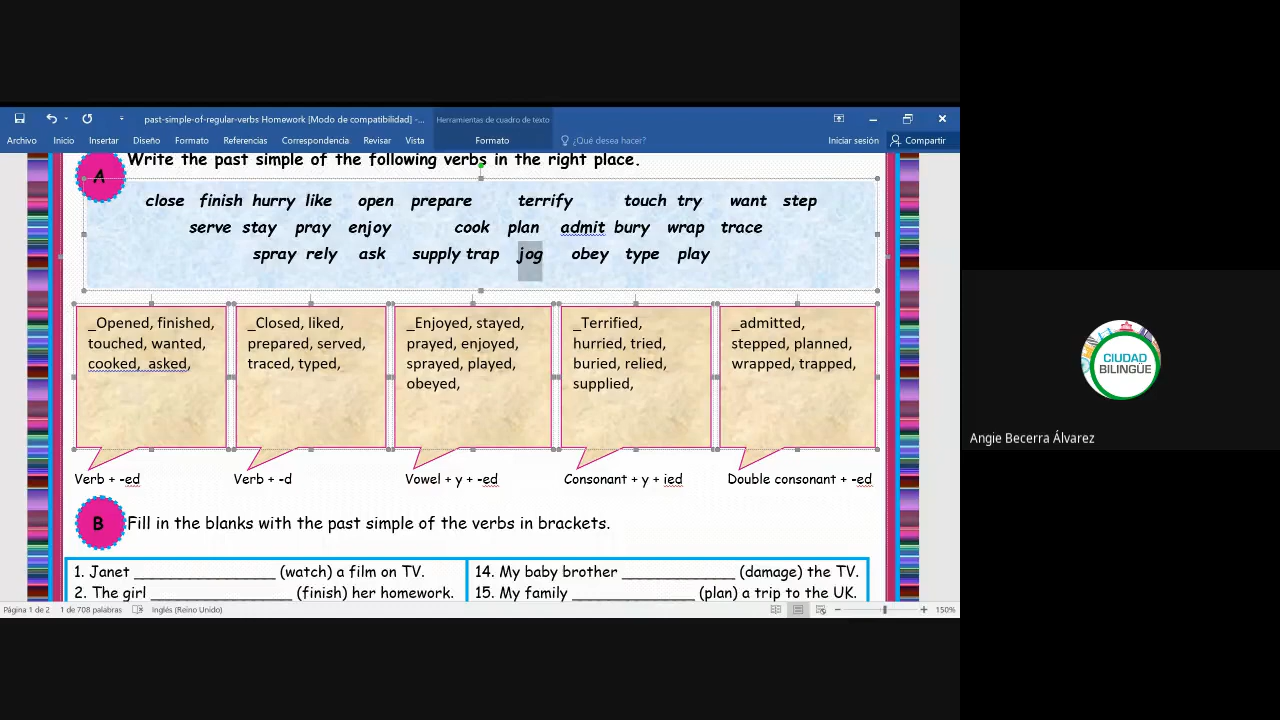 past-simple-of-regular-verbs Homework [Modo de compatibilidad] -...
Herramientas de cuadro de texto
Archivo Inicio Insertar Diseño Formato Referencias Correspondencia Revisar Vista Formato ¿Qué desea hacer? Iniciar sesión Compartir
A Write the past simple of the following verbs in the right place.
close finish hurry like open prepare terrify touch try want step
serve stay pray enjoy cook plan admit bury wrap trace
spray rely ask supply trap jog obey type play
_Opened, finished,
touched, wanted,
cooked, asked,
_Closed, liked,
prepared, served,
traced, typed,
_Enjoyed, stayed,
prayed, enjoyed,
sprayed, played,
obeyed,
_Terrified,
hurried, tried,
buried, relied,
supplied,
_admitted,
stepped, planned,
wrapped, trapped,
Verb + -ed
Verb + -d
Vowel + y + -ed
Consonant + y + ied
Double consonant + -ed
B Fill in the blanks with the past simple of the verbs in brackets.
1. Janet ________________ (watch) a film on TV.
2. The girl ________________ (finish) her homework.
14. My baby brother _____________ (damage) the TV.
15. My family ______________ (plan) a trip to the UK.
Página 1 de 2 1 de 708 palabras Inglés (Reino Unido) 150%
CIUDAD
BILINGÜE
Angie Becerra Álvarez